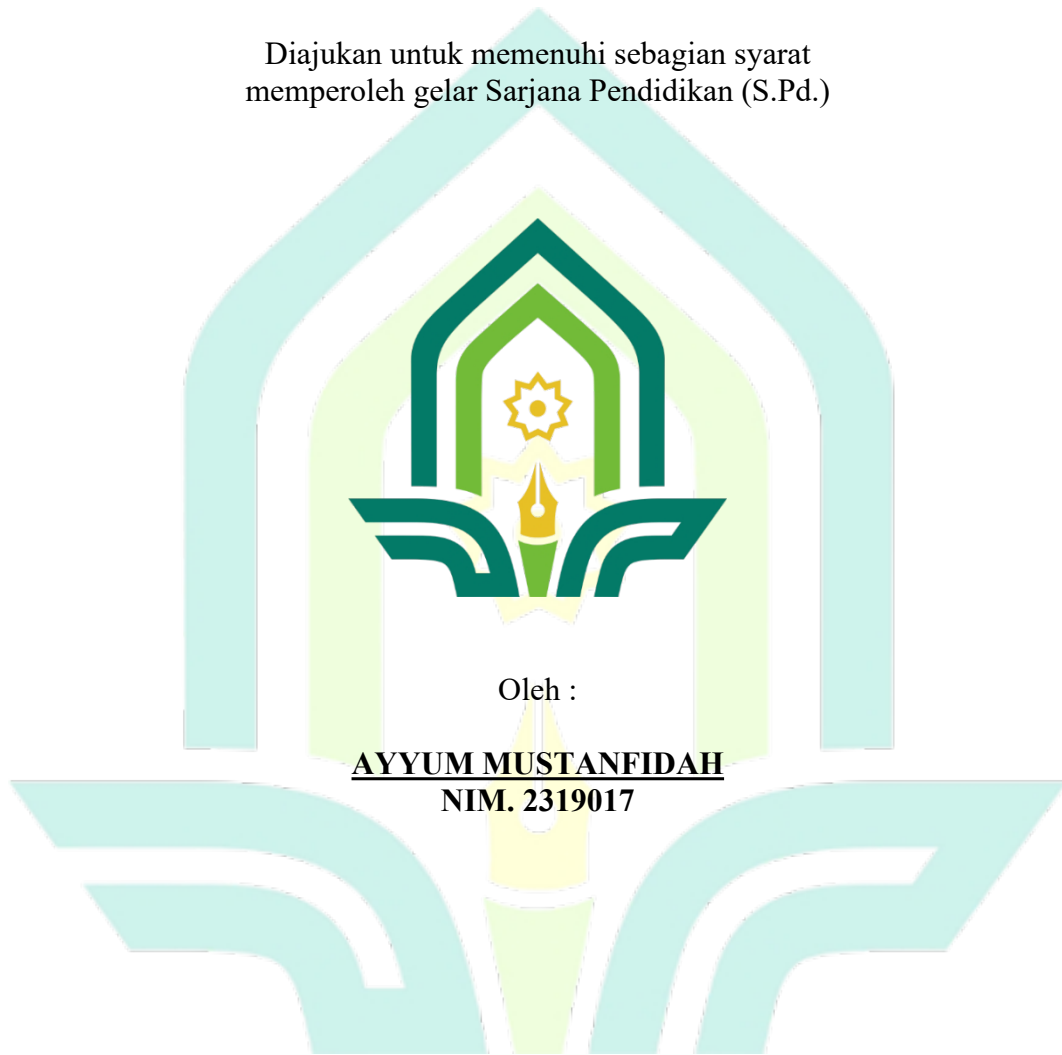 Diajukan untuk memenuhi sebagian syarat
memperoleh gelar Sarjana Pendidikan (S.Pd.)
Oleh :
AYYUM MUSTANFIDAH
NIM. 2319017